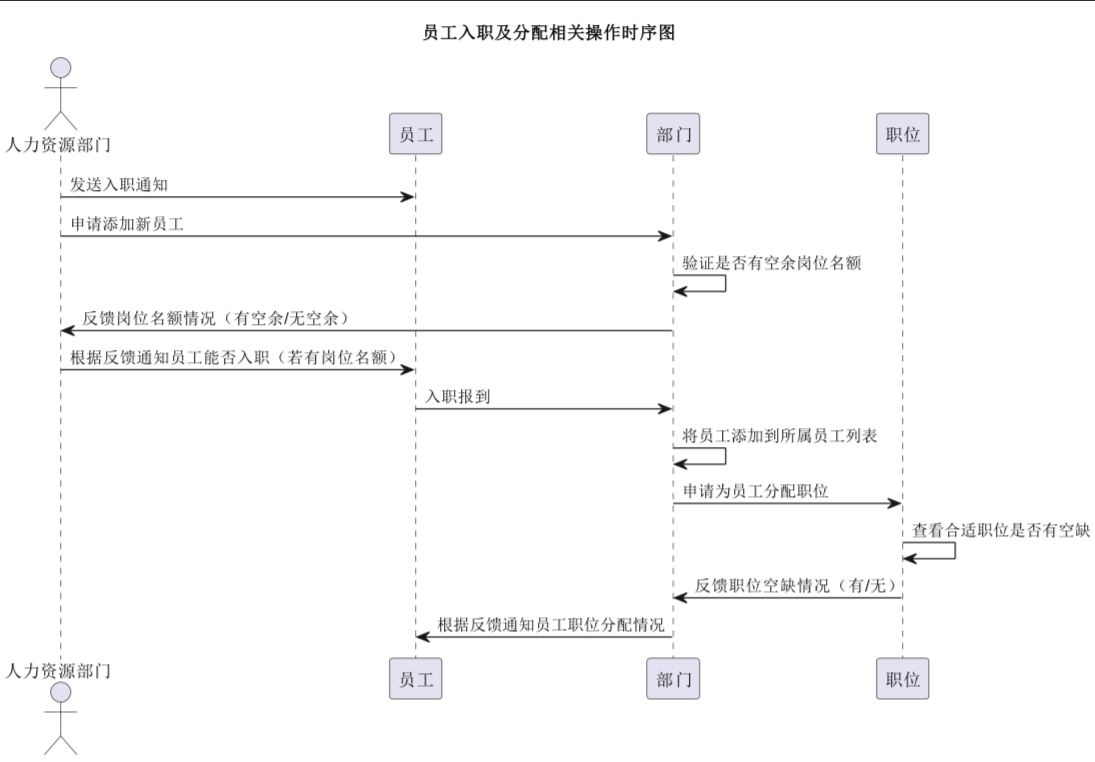 员工入职及分配相关操作时序图
人力资源部门
员工
部门
职位
发送入职通知
申请添加新员工
验证是否有空余岗位名额
反馈岗位名额情况（有空余/无空余）
根据反馈通知员工能否入职（若有岗位名额）
入职报到
将员工添加到所属员工列表
申请为员工分配职位
查看合适职位是否有空缺
反馈职位空缺情况（有/无）
根据反馈通知员工职位分配情况
人力资源部门
员工
部门
职位